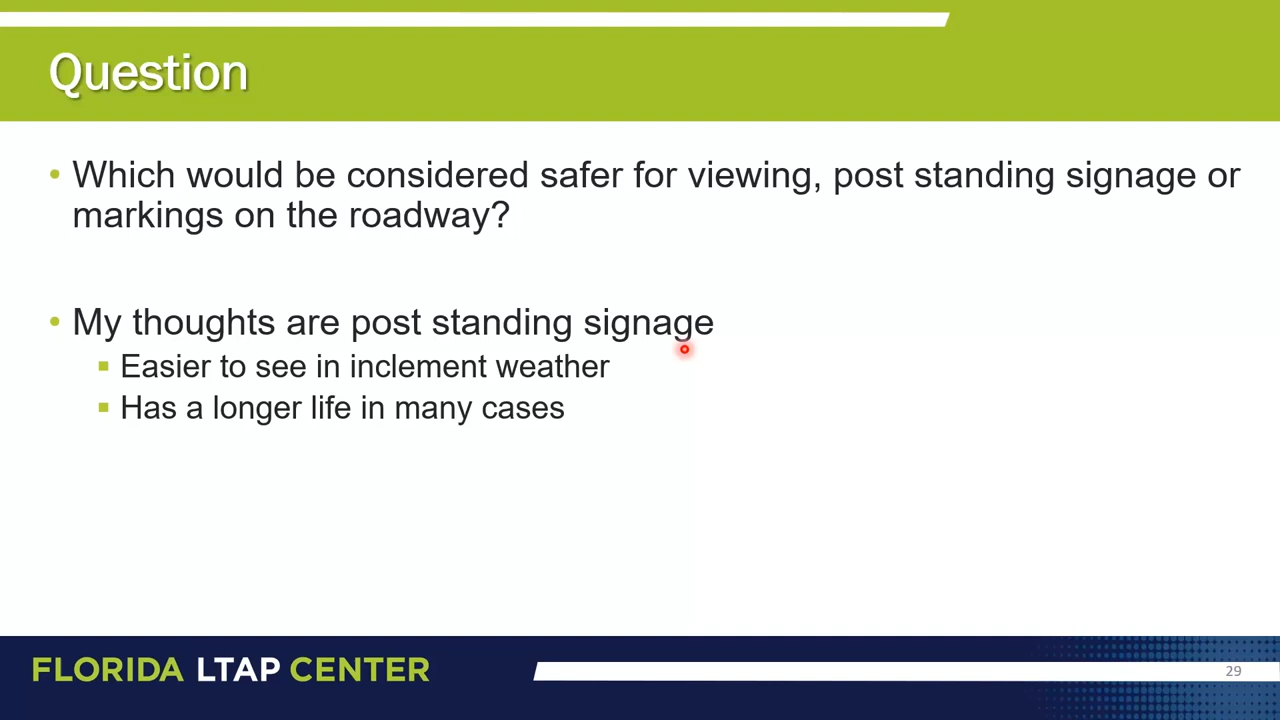 Question
• Which would be considered safer for viewing, post standing signage or
markings on the roadway?
• My thoughts are post standing signage
▪ Easier to see in inclement weather
▪ Has a longer life in many cases
FLORIDA LTAP CENTER
29